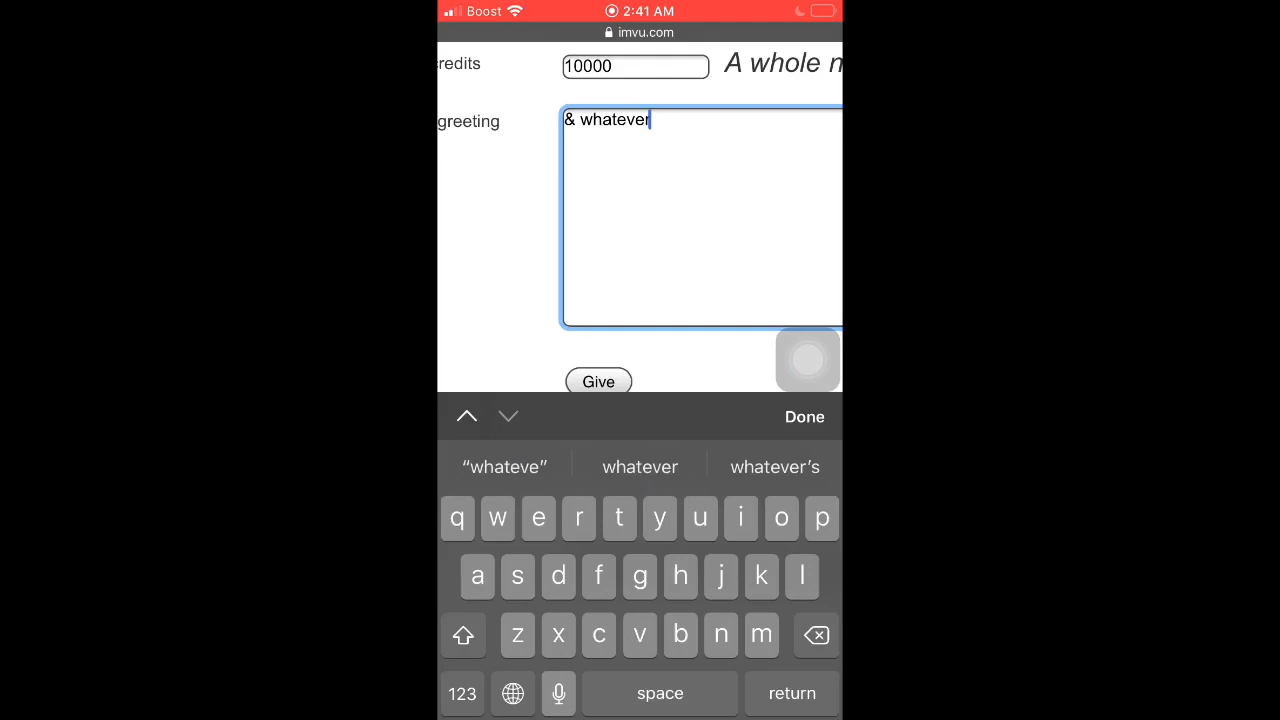 Boost 2:41 AM
imvu.com
redits 10000 A whole n
greeting & whatever
Give
Done
“whateve” whatever whatever’s
q w e r t y u i o p
a s d f g h j k l
z x c v b n m
123 space return